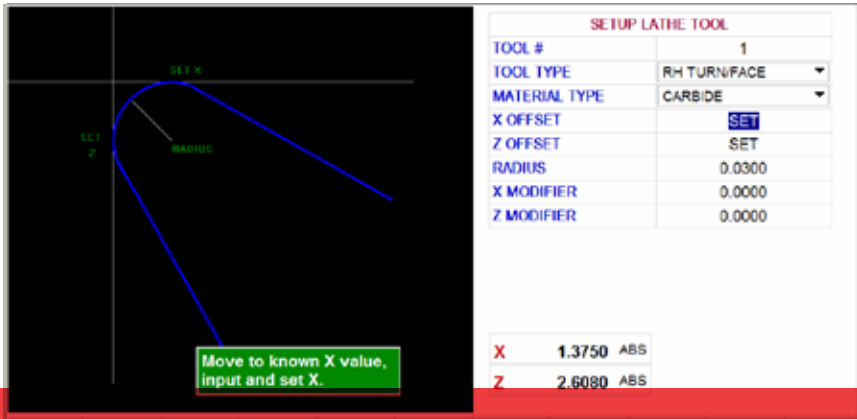 SET X
SET
Z
RADIUS
Move to known X value,
input and set X.
SETUP LATHE TOOL
TOOL # 1
TOOL TYPE RH TURN/FACE
MATERIAL TYPE CARBIDE
X OFFSET SET
Z OFFSET SET
RADIUS 0.0300
X MODIFIER 0.0000
Z MODIFIER 0.0000
X 1.3750 ABS
Z 2.6080 ABS